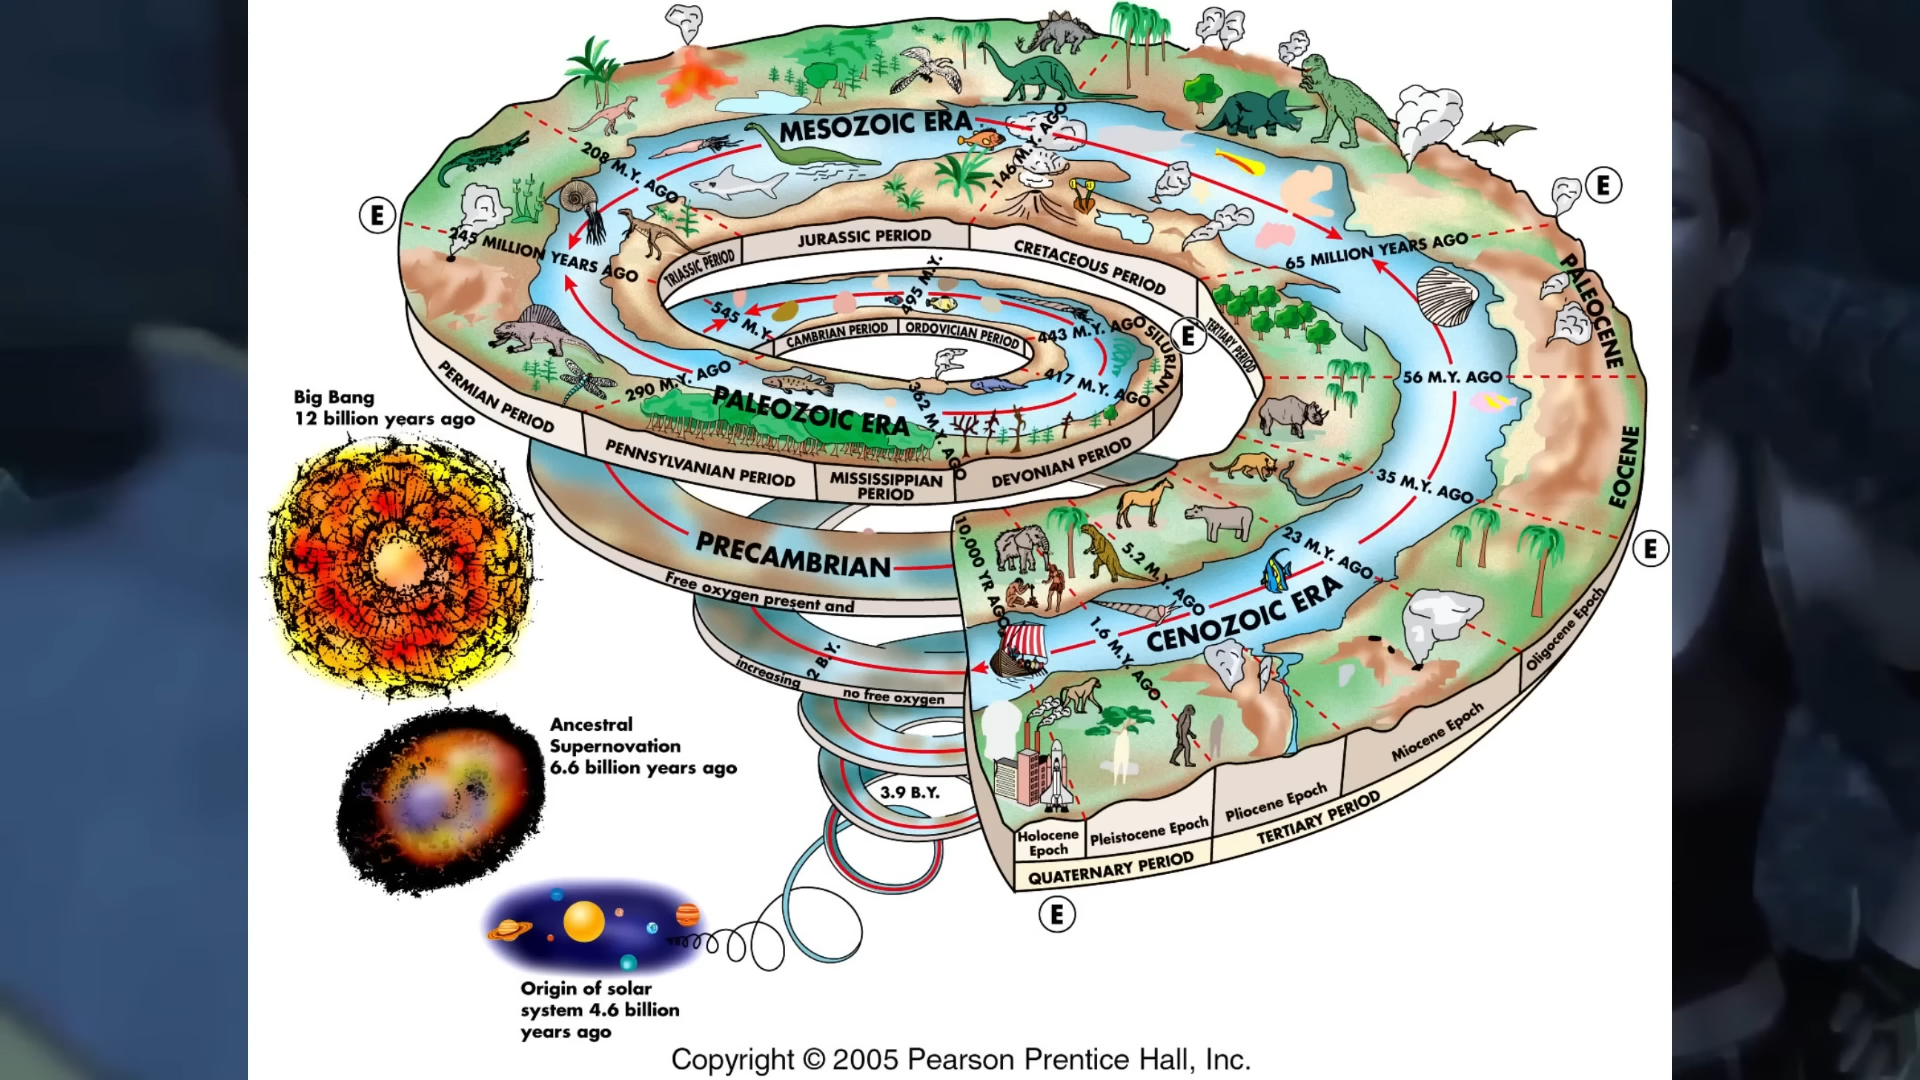 MESOZOIC ERA
208 M.Y. AGO
146 M.Y. AGO
E
E
245 MILLION YEARS AGO
65 MILLION YEARS AGO
TRIASSIC PERIOD
JURASSIC PERIOD
CRETACEOUS PERIOD
PALEOCENE
545 M.Y.
495 M.Y.
CAMBRIAN PERIOD
ORDOVICIAN PERIOD
443 M.Y. AGO
SILURIAN
E
TERTIARY PERIOD
417 M.Y. AGO
56 M.Y. AGO
290 M.Y. AGO
362 M.Y. AGO
PALEOZOIC ERA
EOCENE
PERMIAN PERIOD
PENNSYLVANIAN PERIOD
MISSISSIPPIAN
PERIOD
DEVONIAN PERIOD
35 M.Y. AGO
Big Bang
12 billion years ago
PRECAMBRIAN
10,000 YR AGO
5.2 M.Y. AGO
23 M.Y. AGO
E
Free oxygen present and
1.6 M.Y. AGO
CENOZOIC ERA
Oligocene Epoch
2 B.Y.
increasing
no free oxygen
Ancestral
Supernovation
6.6 billion years ago
Miocene Epoch
3.9 B.Y.
Pliocene Epoch
TERTIARY PERIOD
Holocene
Epoch
Pleistocene Epoch
QUATERNARY PERIOD
E
Origin of solar
system 4.6 billion
years ago
Copyright © 2005 Pearson Prentice Hall, Inc.